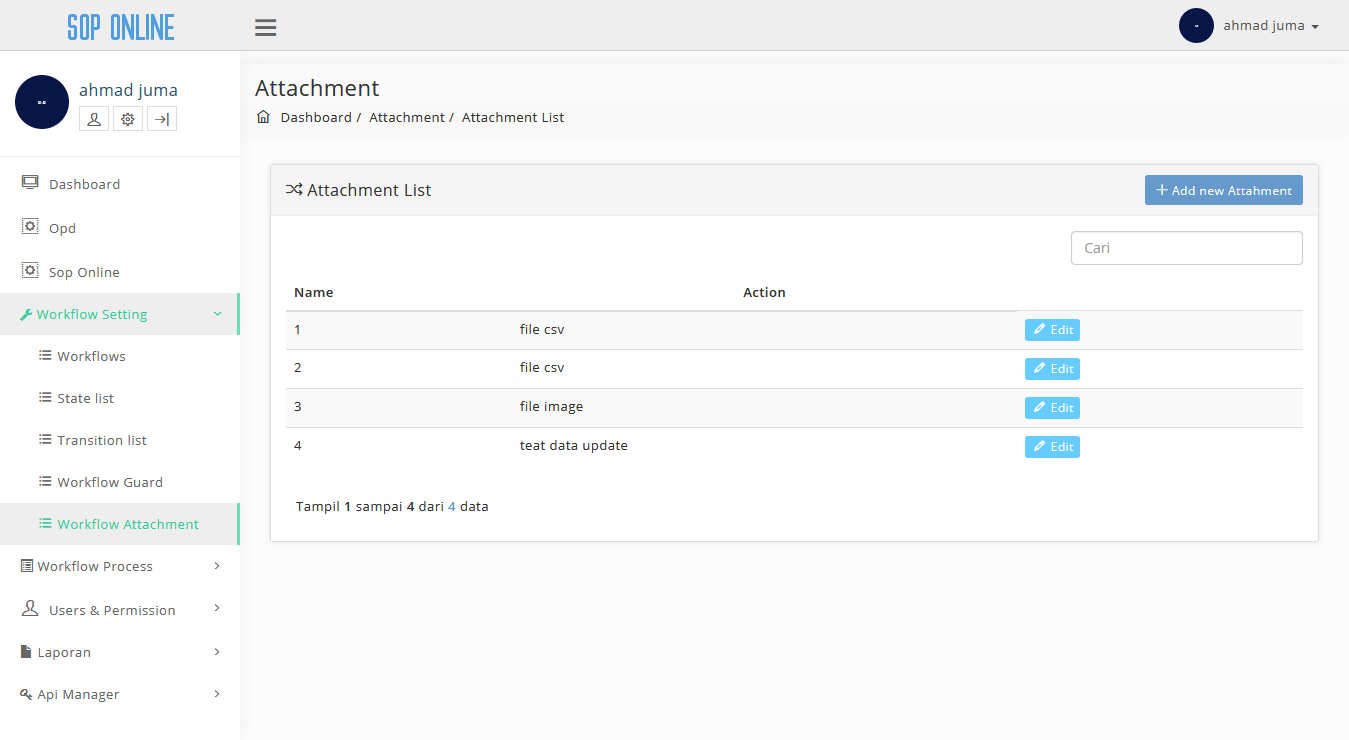 SOP ONLINE
ahmad juma
ahmad juma
Dashboard
Opd
Sop Online
Workflow Setting
Workflows
State list
Transition list
Workflow Guard
Workflow Attachment
Workflow Process
Users & Permission
Laporan
Api Manager
Attachment
Dashboard / Attachment / Attachment List
Attachment List
Add new Attahment
Cari
Name Action
1 file csv Edit
2 file csv Edit
3 file image Edit
4 teat data update Edit
Tampil 1 sampai 4 dari 4 data